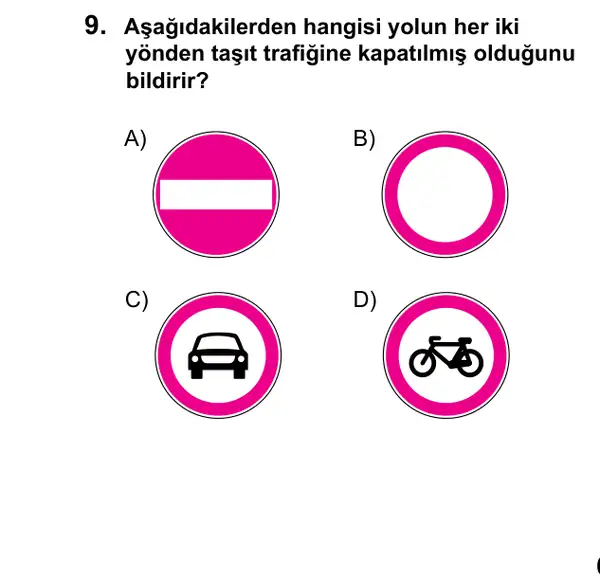 9. Aşağıdakilerden hangisi yolun her iki
yönden taşıt trafiğine kapatılmış olduğunu
bildirir?
A)
B)
C)
D)